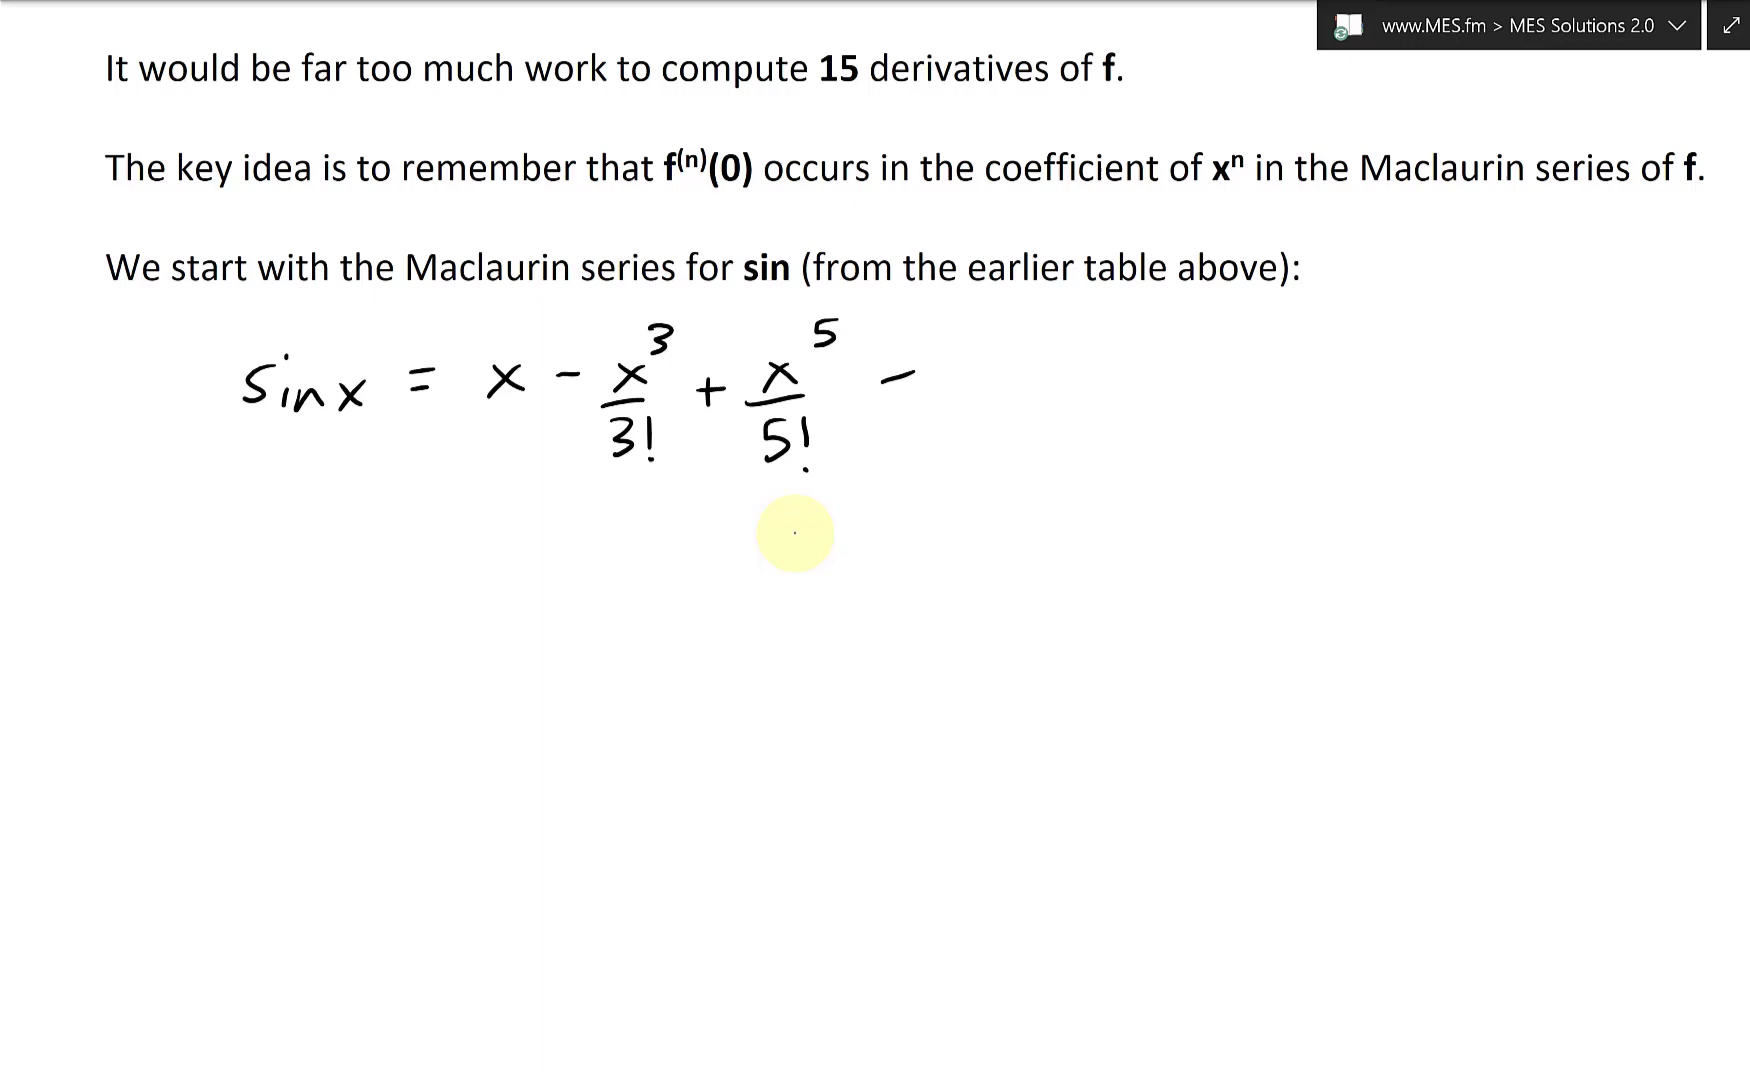 www.MES.fm > MES Solutions 2.0
It would be far too much work to compute 15 derivatives of f.
The key idea is to remember that f⁽ⁿ⁾(0) occurs in the coefficient of xⁿ in the Maclaurin series of f.
We start with the Maclaurin series for sin (from the earlier table above):
sin x = x - x³/3! + x⁵/5! -